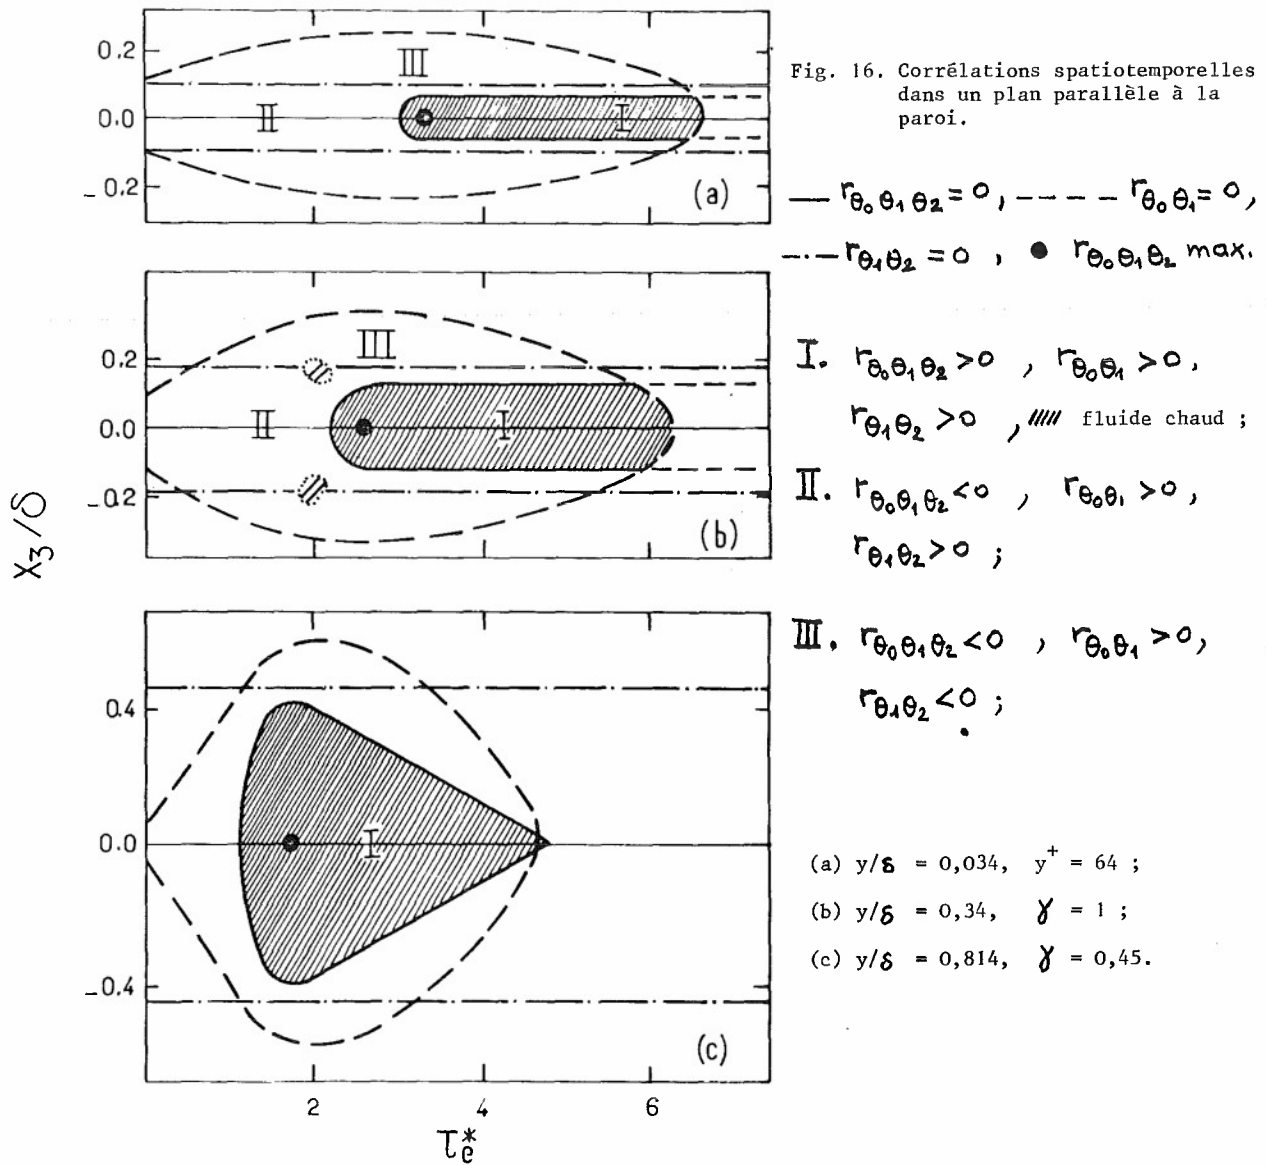 0.2
0.0
-0.2
III
II
I
(a)
0.2
0.0
-0.2
III
II
I
(b)
X3/δ
0.4
0.0
-0.4
I
(c)
2 4 6
τe*
Fig. 16. Corrélations spatiotemporelles
dans un plan parallèle à la
paroi.
— rθ0θ1θ2 = 0, ---- rθ0θ1 = 0,
—·— rθ1θ2 = 0 , ● rθ0θ1θ2 max.
I. rθ0θ1θ2 > 0 , rθ0θ1 > 0,
rθ1θ2 > 0 , ///// fluide chaud ;
II. rθ0θ1θ2 < 0 , rθ0θ1 > 0,
rθ1θ2 > 0 ;
III. rθ0θ1θ2 < 0 , rθ0θ1 > 0,
rθ1θ2 < 0 ;
(a) y/δ = 0,034, y+ = 64 ;
(b) y/δ = 0,34, γ = 1 ;
(c) y/δ = 0,814, γ = 0,45.